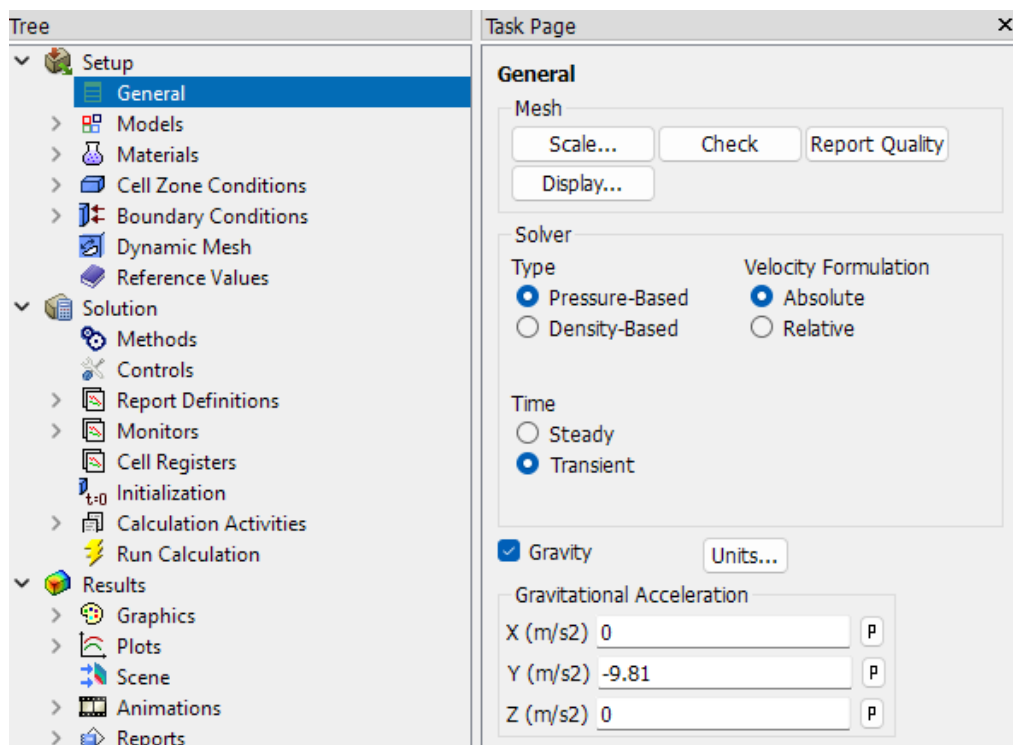 Tree
Setup
General
Models
Materials
Cell Zone Conditions
Boundary Conditions
Dynamic Mesh
Reference Values
Solution
Methods
Controls
Report Definitions
Monitors
Cell Registers
t=0 Initialization
Calculation Activities
Run Calculation
Results
Graphics
Plots
Scene
Animations
Reports
Task Page
General
Mesh
Scale... Check Report Quality
Display...
Solver
Type Velocity Formulation
Pressure-Based Absolute
Density-Based Relative
Time
Steady
Transient
Gravity Units...
Gravitational Acceleration
X (m/s2) 0 P
Y (m/s2) -9.81 P
Z (m/s2) 0 P